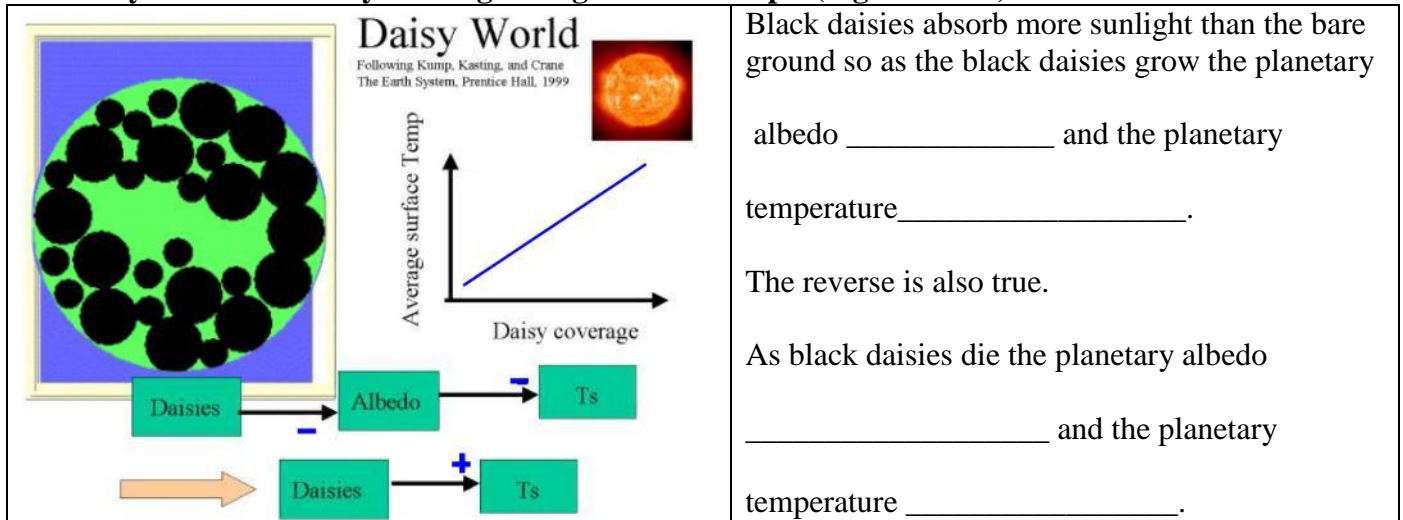 Daisy World
Following Kump, Kasting, and Crane
The Earth System, Prentice Hall, 1999
Average surface Temp
Daisy coverage
Daisies
-
Albedo
-
Ts
Daisies
+
Ts
Black daisies absorb more sunlight than the bare
ground so as the black daisies grow the planetary
albedo _____________ and the planetary
temperature__________________.
The reverse is also true.
As black daisies die the planetary albedo
___________________ and the planetary
temperature _________________.